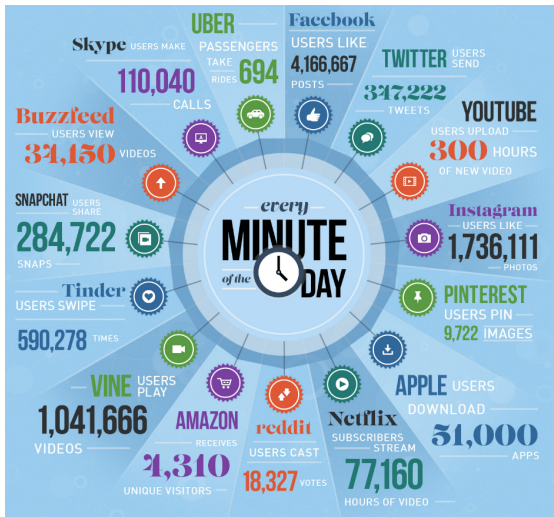 every
MINUTE
of the
DAY
Facebook
USERS LIKE
4,166,667
POSTS
TWITTER USERS
SEND
347,222
TWEETS
YOUTUBE
USERS UPLOAD
300 HOURS
OF NEW VIDEO
Instagram
USERS LIKE
1,736,111
PHOTOS
PINTEREST
USERS PIN
9,722 IMAGES
APPLE USERS
DOWNLOAD
51,000
APPS
Netflix
SUBSCRIBERS
STREAM
77,160
HOURS OF VIDEO
reddit
USERS CAST
18,327 VOTES
AMAZON
RECEIVES
4,310
UNIQUE VISITORS
VINE USERS
PLAY
1,041,666
VIDEOS
Tinder
USERS SWIPE
590,278 TIMES
SNAPCHAT USERS
SHARE
284,722
SNAPS
Buzzfeed
USERS VIEW
34,150 VIDEOS
Skype USERS MAKE
110,040
CALLS
UBER
PASSENGERS
TAKE
RIDES 694